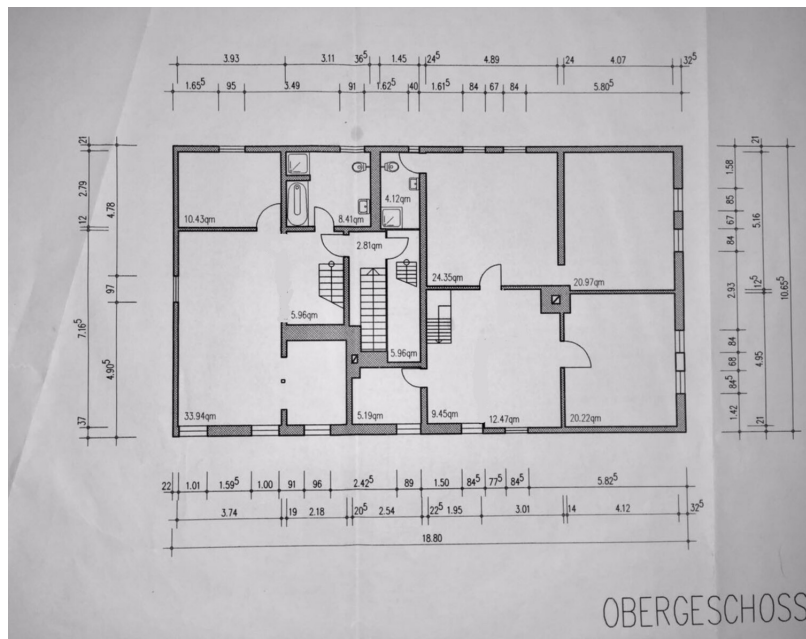 3.93 3.11 36⁵ 1.45 24⁵ 4.89 24 4.07 32⁵
1.65⁵ 95 3.49 91 1.62⁵ 40 1.61⁵ 84 67 84 5.80⁵
21 2.79 12 7.16⁵ 37
4.78 97 4.90⁵
10.43qm
8.41qm
4.12qm
2.81qm
24.35qm
20.97qm
5.96qm
5.96qm
33.94qm
5.19qm
9.45qm
12.47qm
20.22qm
1.58 85 67 84 2.93 84 68 84⁵ 1.42
21 5.16 12⁵ 4.95 21
10.65⁵
22 1.01 1.59⁵ 1.00 91 96 2.42⁵ 89 1.50 84⁵ 77⁵ 84⁵ 5.82⁵
3.74 19 2.18 20⁵ 2.54 22⁵ 1.95 3.01 14 4.12 32⁵
18.80
OBERGESCHOSS